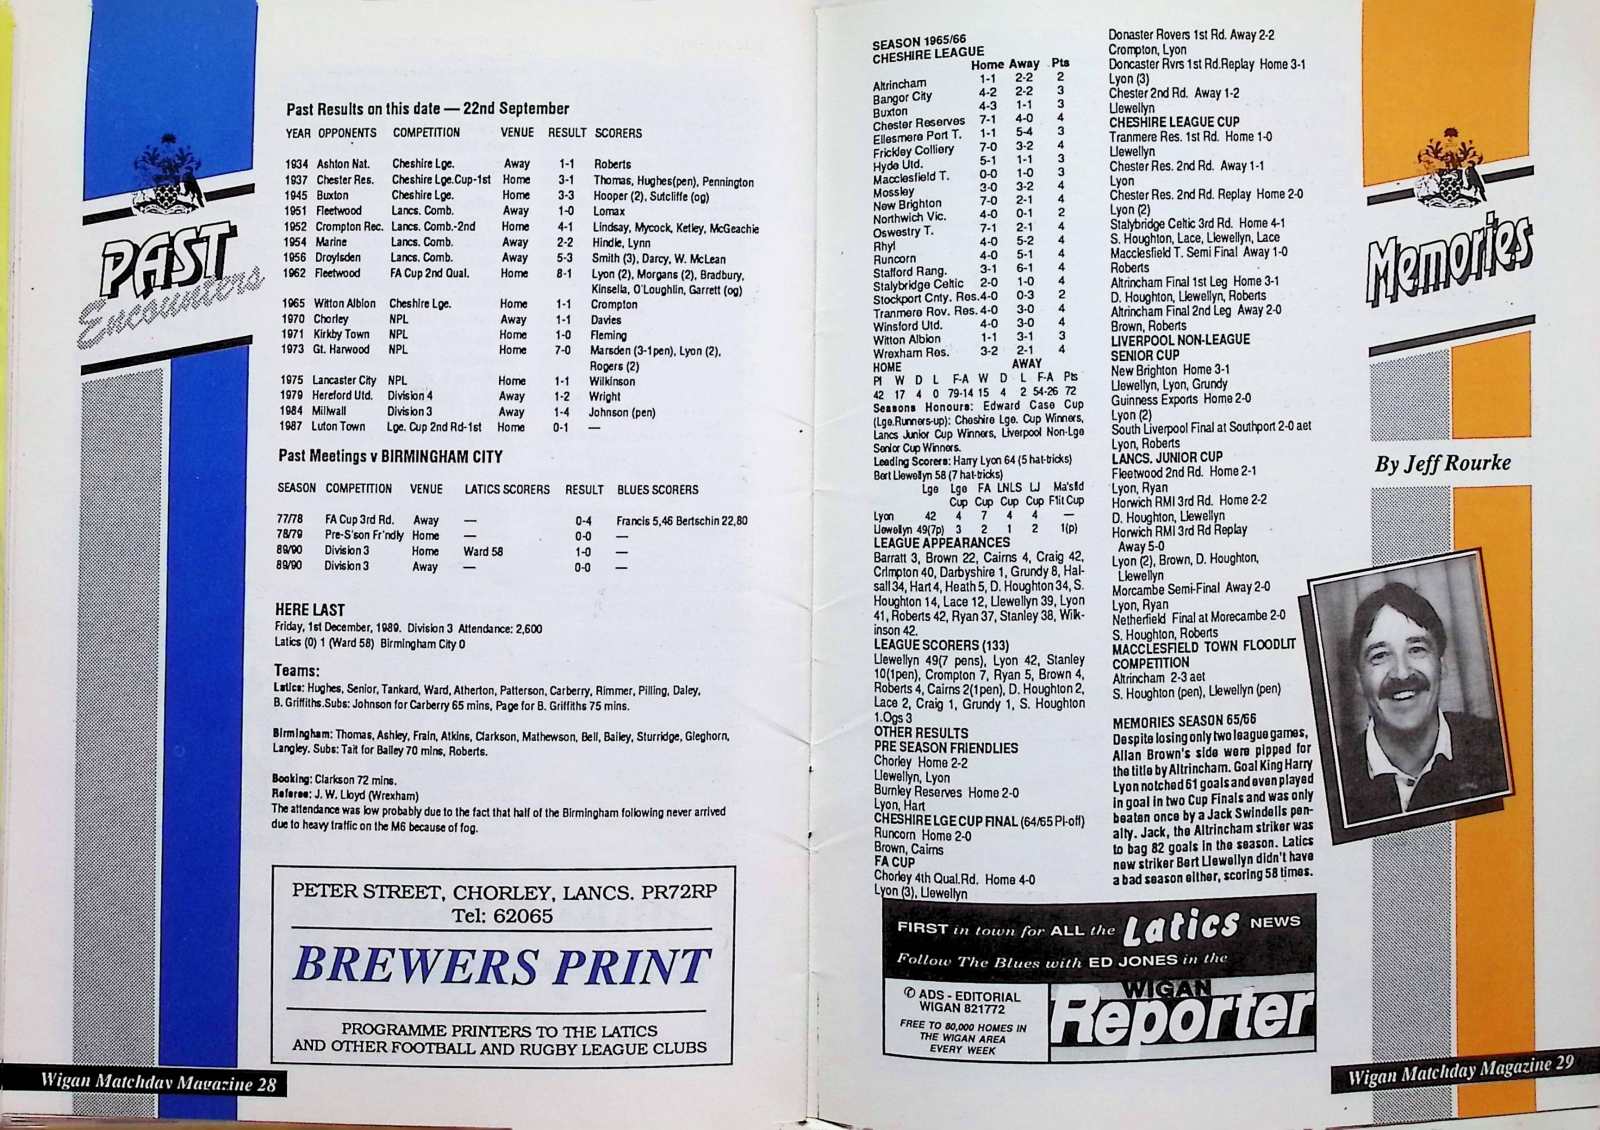 PAST
Encounters
Past Results on this date — 22nd September
YEAR OPPONENTS COMPETITION VENUE RESULT SCORERS
1934 Ashton Nat. Cheshire Lge. Away 1-1 Roberts
1937 Chester Res. Cheshire Lge.Cup-1st Home 3-1 Thomas, Hughes(pen), Pennington
1945 Buxton Cheshire Lge. Home 3-3 Hooper (2), Sutcliffe (og)
1951 Fleetwood Lancs. Comb. Away 1-0 Lomax
1952 Crompton Rec. Lancs. Comb.-2nd Home 4-1 Lindsay, Mycock, Ketley, McGeachie
1954 Marine Lancs. Comb. Away 2-2 Hindle, Lynn
1956 Droylsden Lancs. Comb. Away 5-3 Smith (3), Darcy, W. McLean
1962 Fleetwood FA Cup 2nd Qual. Home 8-1 Lyon (2), Morgans (2), Bradbury,
Kinsella, O'Loughlin, Garrett (og)
1965 Witton Albion Cheshire Lge. Home 1-1 Crompton
1970 Chorley NPL Away 1-1 Davies
1971 Kirkby Town NPL Home 1-0 Fleming
1973 Gt. Harwood NPL Home 7-0 Marsden (3-1pen), Lyon (2),
Rogers (2)
1975 Lancaster City NPL Home 1-1 Wilkinson
1979 Hereford Utd. Division 4 Away 1-2 Wright
1984 Millwall Division 3 Away 1-4 Johnson (pen)
1987 Luton Town Lge. Cup 2nd Rd-1st Home 0-1 —
Past Meetings v BIRMINGHAM CITY
SEASON COMPETITION VENUE LATICS SCORERS RESULT BLUES SCORERS
77/78 FA Cup 3rd Rd. Away — 0-4 Francis 5,46 Bertschin 22,80
78/79 Pre-S'son Fr'ndly Home — 0-0 —
89/90 Division 3 Home Ward 58 1-0 —
89/90 Division 3 Away — 0-0 —
HERE LAST
Friday, 1st December, 1989. Division 3 Attendance: 2,600
Latics (0) 1 (Ward 58) Birmingham City 0
Teams:
Latics: Hughes, Senior, Tankard, Ward, Atherton, Patterson, Carberry, Rimmer, Pilling, Daley,
B. Griffiths.Subs: Johnson for Carberry 65 mins, Page for B. Griffiths 75 mins.
Birmingham: Thomas, Ashley, Frain, Atkins, Clarkson, Mathewson, Bell, Bailey, Sturridge, Gleghorn,
Langley. Subs: Tait for Bailey 70 mins, Roberts.
Booking: Clarkson 72 mins.
Referee: J. W. Lloyd (Wrexham)
The attendance was low probably due to the fact that half of the Birmingham following never arrived
due to heavy traffic on the M6 because of fog.
PETER STREET, CHORLEY, LANCS. PR72RP
Tel: 62065
BREWERS PRINT
PROGRAMME PRINTERS TO THE LATICS
AND OTHER FOOTBALL AND RUGBY LEAGUE CLUBS
Wigan Matchday Magazine 28
SEASON 1965/66
CHESHIRE LEAGUE
Home Away Pts
Altrincham 1-1 2-2 2
Bangor City 4-2 2-2 3
Buxton 4-3 1-1 3
Chester Reserves 7-1 4-0 4
Ellesmere Port T. 1-1 5-4 3
Frickley Colliery 7-0 3-2 4
Hyde Utd. 5-1 1-1 3
Macclesfield T. 0-0 1-0 3
Mossley 3-0 3-2 4
New Brighton 7-0 2-1 4
Northwich Vic. 4-0 0-1 2
Oswestry T. 7-1 2-1 4
Rhyl 4-0 5-2 4
Runcorn 4-0 5-1 4
Stafford Rang. 3-1 6-1 4
Stalybridge Celtic 2-0 1-0 4
Stockport Cnty. Res. 4-0 0-3 2
Tranmere Rov. Res. 4-0 3-0 4
Winsford Utd. 4-0 3-0 4
Witton Albion 1-1 3-1 3
Wrexham Res. 3-2 2-1 4
HOME AWAY
Pl W D L F-A W D L F-A Pts
42 17 4 0 79-14 15 4 2 54-26 72
Seasons Honours: Edward Case Cup
(Lge.Runners-up): Cheshire Lge. Cup Winners,
Lancs Junior Cup Winners, Liverpool Non-Lge
Senior Cup Winners.
Leading Scorers: Harry Lyon 64 (5 hat-tricks)
Bert Llewellyn 58 (7 hat-tricks)
Lge Lge FA LNLS LJ Ma'sfld
Cup Cup Cup Cup Flit Cup
Lyon 42 4 7 4 4 —
Llewellyn 49(7p) 3 2 1 2 1(p)
LEAGUE APPEARANCES
Barratt 3, Brown 22, Cairns 4, Craig 42,
Crimpton 40, Darbyshire 1, Grundy 8, Hal-
sall 34, Hart 4, Heath 5, D. Houghton 34, S.
Houghton 14, Lace 12, Llewellyn 39, Lyon
41, Roberts 42, Ryan 37, Stanley 38, Wilk-
inson 42.
LEAGUE SCORERS (133)
Llewellyn 49(7 pens), Lyon 42, Stanley
10(1pen), Crompton 7, Ryan 5, Brown 4,
Roberts 4, Cairns 2(1pen), D. Houghton 2,
Lace 2, Craig 1, Grundy 1, S. Houghton
1.Ogs 3
OTHER RESULTS
PRE SEASON FRIENDLIES
Chorley Home 2-2
Llewellyn, Lyon
Burnley Reserves Home 2-0
Lyon, Hart
CHESHIRE LGE CUP FINAL (64/65 Pl-off)
Runcorn Home 2-0
Brown, Cairns
FA CUP
Chorley 4th Qual.Rd. Home 4-0
Lyon (3), Llewellyn
Donaster Rovers 1st Rd. Away 2-2
Crompton, Lyon
Doncaster Rvrs 1st Rd.Replay Home 3-1
Lyon (3)
Chester 2nd Rd. Away 1-2
Llewellyn
CHESHIRE LEAGUE CUP
Tranmere Res. 1st Rd. Home 1-0
Llewellyn
Chester Res. 2nd Rd. Away 1-1
Lyon
Chester Res. 2nd Rd. Replay Home 2-0
Lyon (2)
Stalybridge Celtic 3rd Rd. Home 4-1
S. Houghton, Lace, Llewellyn, Lace
Macclesfield T. Semi Final Away 1-0
Roberts
Altrincham Final 1st Leg Home 3-1
D. Houghton, Llewellyn, Roberts
Altrincham Final 2nd Leg Away 2-0
Brown, Roberts
LIVERPOOL NON-LEAGUE
SENIOR CUP
New Brighton Home 3-1
Llewellyn, Lyon, Grundy
Guinness Exports Home 2-0
Lyon (2)
South Liverpool Final at Southport 2-0 aet
Lyon, Roberts
LANCS. JUNIOR CUP
Fleetwood 2nd Rd. Home 2-1
Lyon, Ryan
Horwich RMI 3rd Rd. Home 2-2
D. Houghton, Llewellyn
Horwich RMI 3rd Rd Replay
Away 5-0
Lyon (2), Brown, D. Houghton,
Llewellyn
Morcambe Semi-Final Away 2-0
Lyon, Ryan
Netherfield Final at Morecambe 2-0
S. Houghton, Roberts
MACCLESFIELD TOWN FLOODLIT
COMPETITION
Altrincham 2-3 aet
S. Houghton (pen), Llewellyn (pen)
MEMORIES SEASON 65/66
Despite losing only two league games,
Allan Brown's side were pipped for
the title by Altrincham. Goal King Harry
Lyon notched 61 goals and even played
in goal in two Cup Finals and was only
beaten once by a Jack Swindells pen-
alty. Jack, the Altrincham striker was
to bag 82 goals in the season. Latics
new striker Bert Llewellyn didn't have
a bad season either, scoring 58 times.
FIRST in town for ALL the Latics NEWS
Follow The Blues with ED JONES in the
✆ ADS - EDITORIAL
WIGAN 821772
FREE TO 80,000 HOMES IN
THE WIGAN AREA
EVERY WEEK
WIGAN
Reporter
Memories
By Jeff Rourke
Wigan Matchday Magazine 29